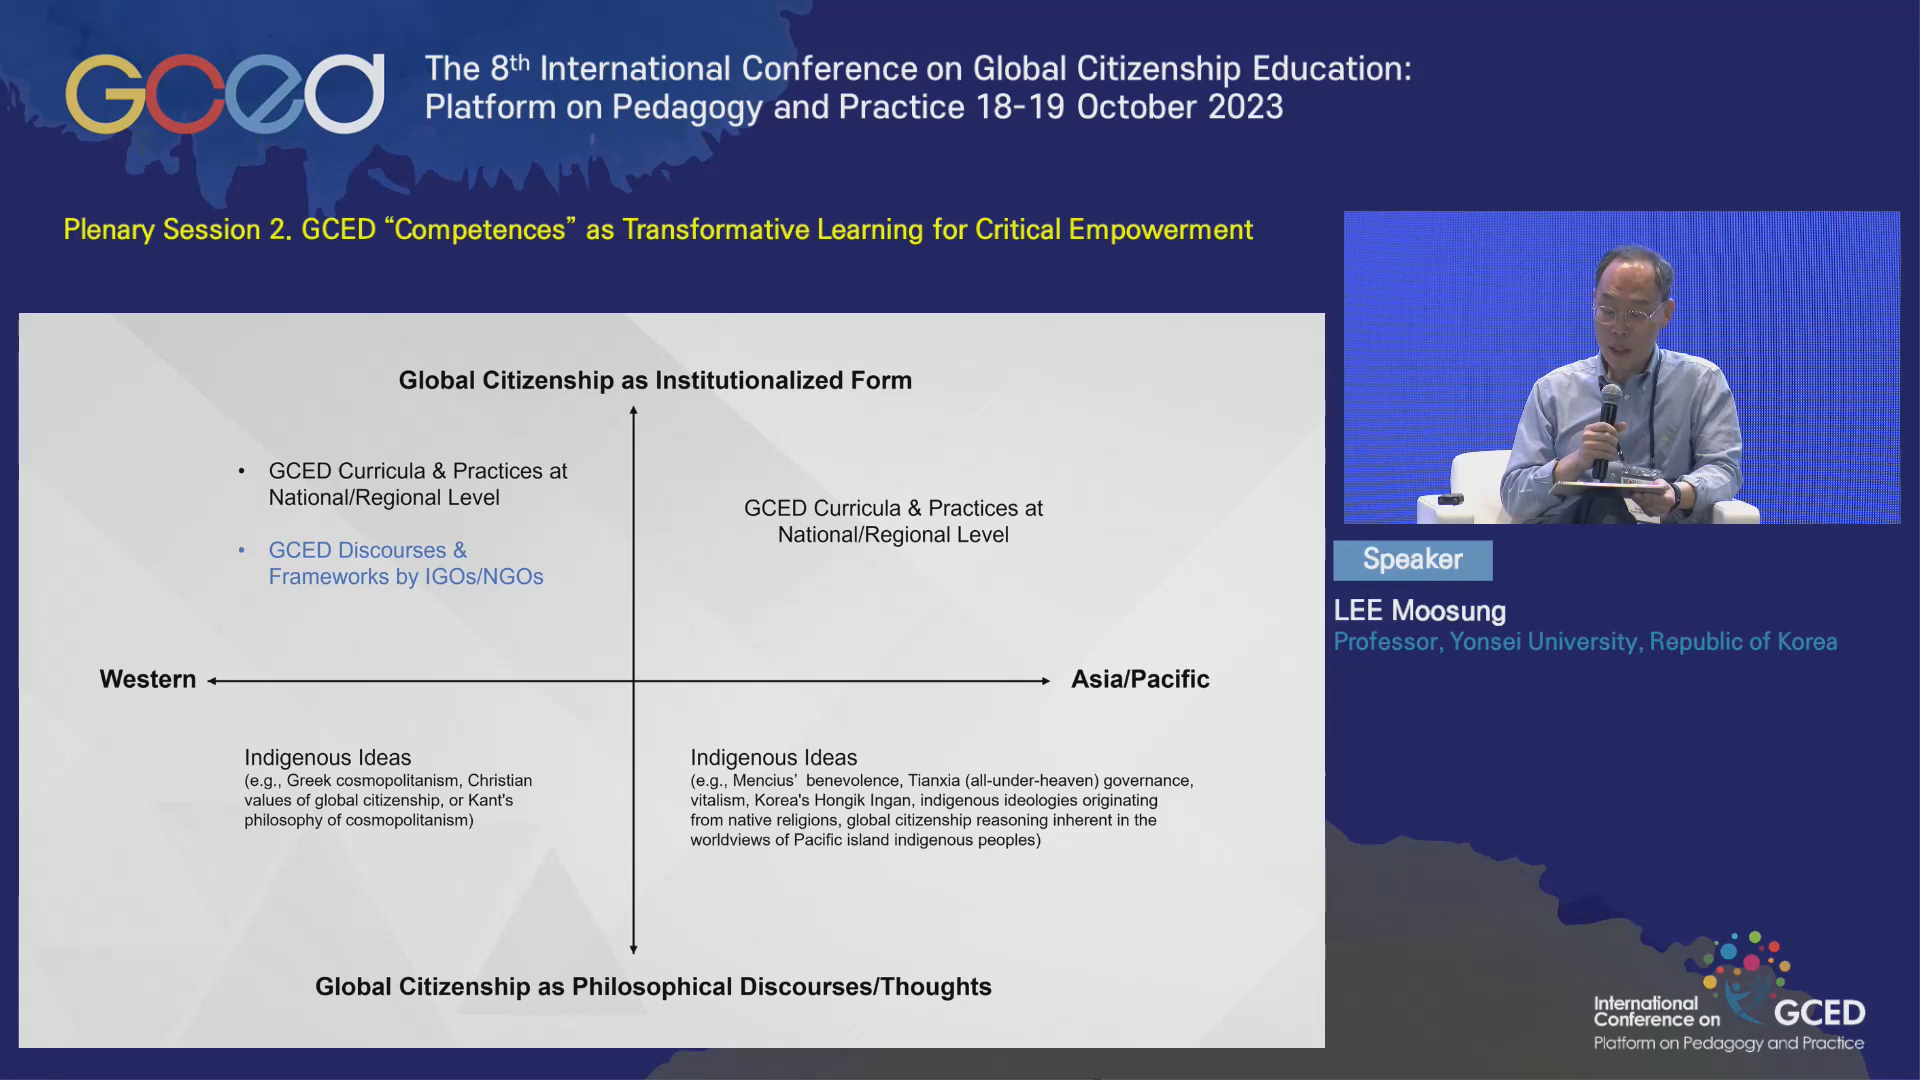 GCed
The 8th International Conference on Global Citizenship Education:
Platform on Pedagogy and Practice 18-19 October 2023
Plenary Session 2. GCED “Competences” as Transformative Learning for Critical Empowerment
Global Citizenship as Institutionalized Form
• GCED Curricula & Practices at
National/Regional Level
• GCED Discourses &
Frameworks by IGOs/NGOs
GCED Curricula & Practices at
National/Regional Level
Western
Asia/Pacific
Indigenous Ideas
(e.g., Greek cosmopolitanism, Christian
values of global citizenship, or Kant's
philosophy of cosmopolitanism)
Indigenous Ideas
(e.g., Mencius’ benevolence, Tianxia (all-under-heaven) governance,
vitalism, Korea's Hongik Ingan, indigenous ideologies originating
from native religions, global citizenship reasoning inherent in the
worldviews of Pacific island indigenous peoples)
Global Citizenship as Philosophical Discourses/Thoughts
Speaker
LEE Moosung
Professor, Yonsei University, Republic of Korea
International
Conference on GCED
Platform on Pedagogy and Practice